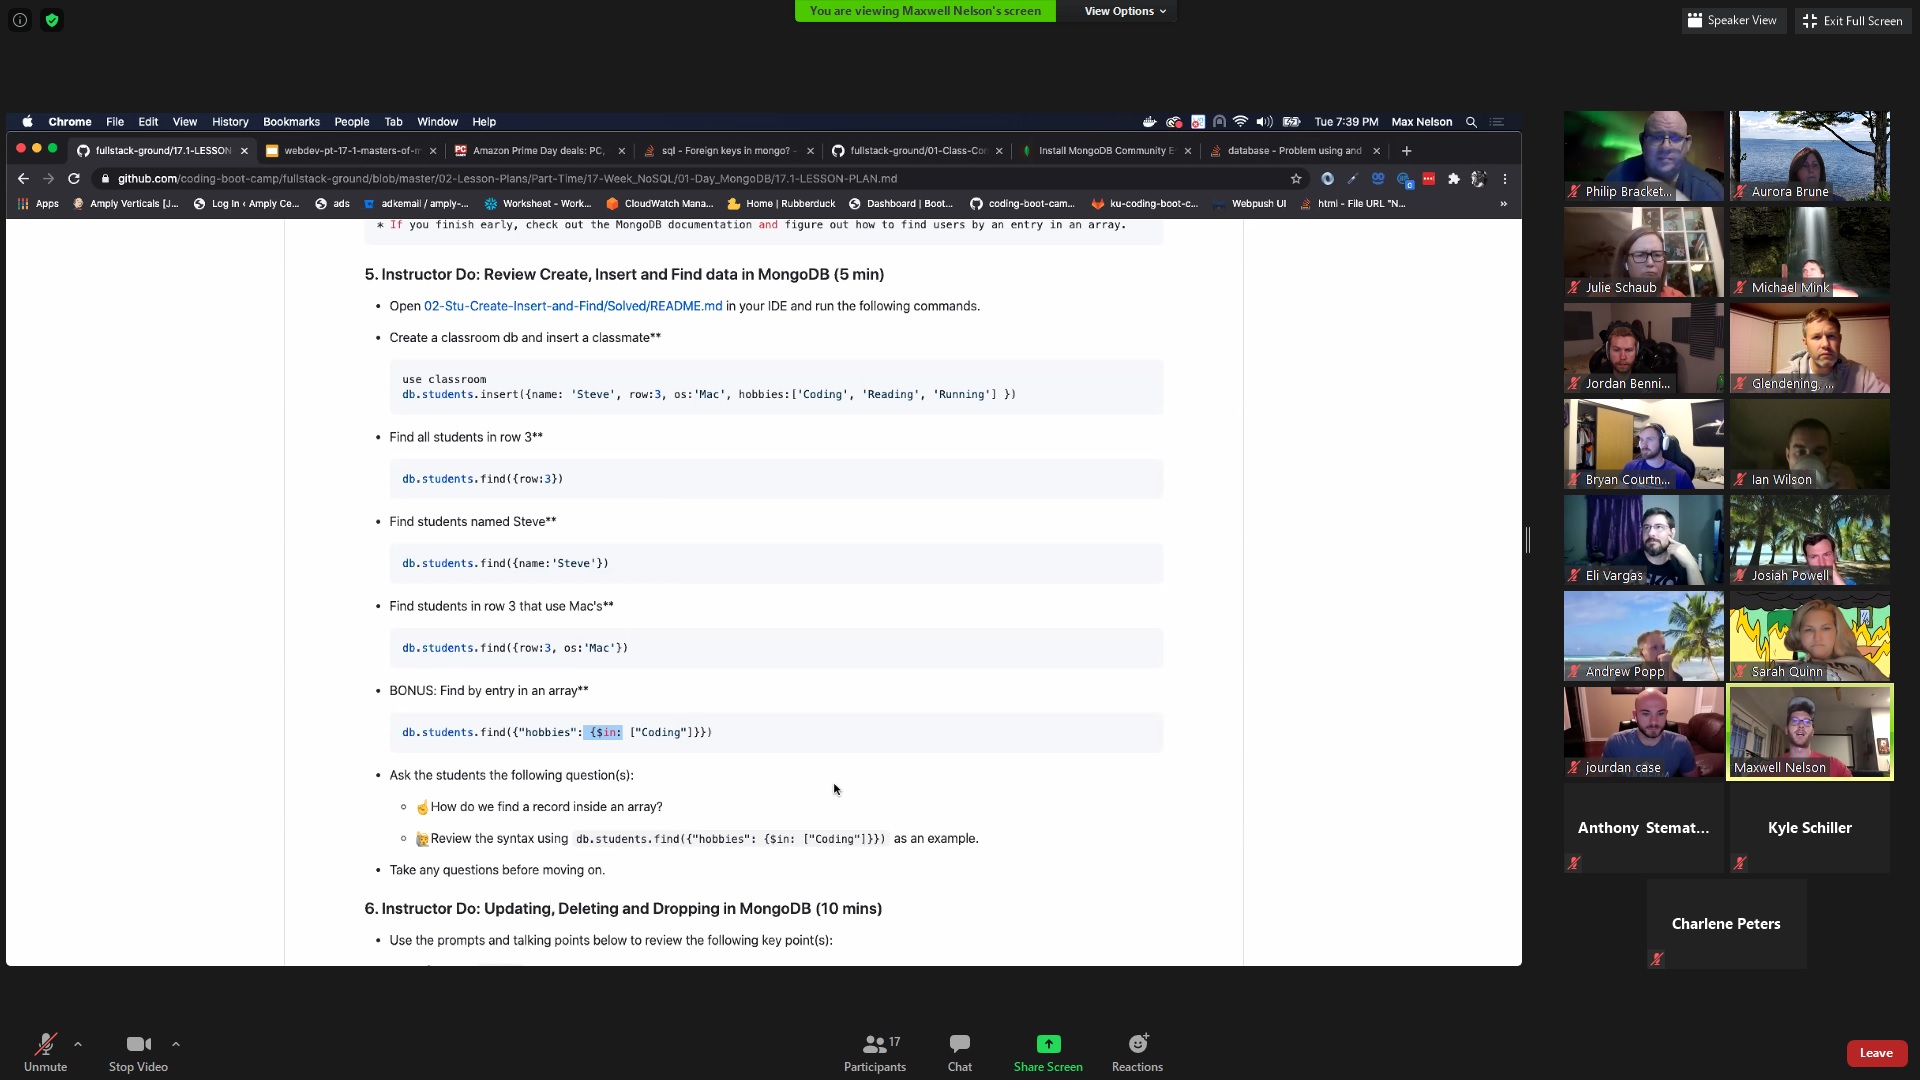 You are viewing Maxwell Nelson's screen
View Options
Speaker View
Exit Full Screen
Chrome File Edit View History Bookmarks People Tab Window Help
Tue 7:39 PM Max Nelson
fullstack-ground/17.1-LESSON
webdev-pt-17-1-masters-of-m
Amazon Prime Day deals: PC,
sql - Foreign keys in mongo? -
fullstack-ground/01-Class-Con
Install MongoDB Community E
database - Problem using and
github.com/coding-boot-camp/fullstack-ground/blob/master/02-Lesson-Plans/Part-Time/17-Week_NoSQL/01-Day_MongoDB/17.1-LESSON-PLAN.md
Apps
Amply Verticals [J...
Log In ‹ Amply Ce...
ads
adkemail / amply-...
Worksheet - Work...
CloudWatch Mana...
Home | Rubberduck
Dashboard | Boot...
coding-boot-cam...
ku-coding-boot-c...
Webpush UI
html - File URL "N...
»
* If you finish early, check out the MongoDB documentation and figure out how to find users by an entry in an array.
5. Instructor Do: Review Create, Insert and Find data in MongoDB (5 min)
• Open 02-Stu-Create-Insert-and-Find/Solved/README.md in your IDE and run the following commands.
• Create a classroom db and insert a classmate**
use classroom
db.students.insert({name: 'Steve', row:3, os:'Mac', hobbies:['Coding', 'Reading', 'Running'] })
• Find all students in row 3**
db.students.find({row:3})
• Find students named Steve**
db.students.find({name:'Steve'})
• Find students in row 3 that use Mac's**
db.students.find({row:3, os:'Mac'})
• BONUS: Find by entry in an array**
db.students.find({"hobbies": {$in: ["Coding"]}})
• Ask the students the following question(s):
☝️How do we find a record inside an array?
🙋Review the syntax using db.students.find({"hobbies": {$in: ["Coding"]}}) as an example.
• Take any questions before moving on.
6. Instructor Do: Updating, Deleting and Dropping in MongoDB (10 mins)
• Use the prompts and talking points below to review the following key point(s):
Philip Bracket...
Aurora Brune
Julie Schaub
Michael Mink
Jordan Benni...
Glendening, ...
Bryan Courtn...
Ian Wilson
Eli Vargas
Josiah Powell
Andrew Popp
Sarah Quinn
jourdan case
Maxwell Nelson
Anthony Stemat...
Kyle Schiller
Charlene Peters
Unmute
Stop Video
Participants
17
Chat
Share Screen
Reactions
Leave